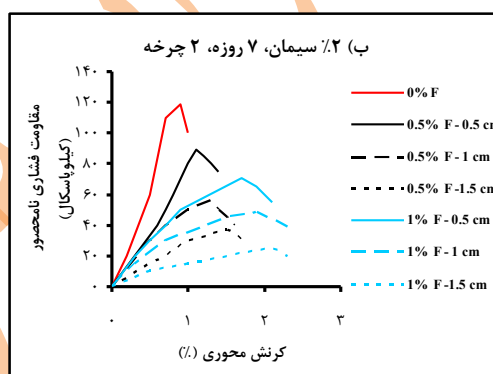 ب) ۲٪ سیمان، ۷ روزه، ۲ چرخه
مقاومت فشاری نامحصور
(کیلوپاسکال)
۱۴۰
۱۲۰
۱۰۰
۸۰
۶۰
۴۰
۲۰
۰
۰ ۱ ۲ ۳
کرنش محوری (٪)
0% F
0.5% F - 0.5 cm
0.5% F - 1 cm
0.5% F -1.5 cm
1% F - 0.5 cm
1% F - 1 cm
1% F -1.5 cm